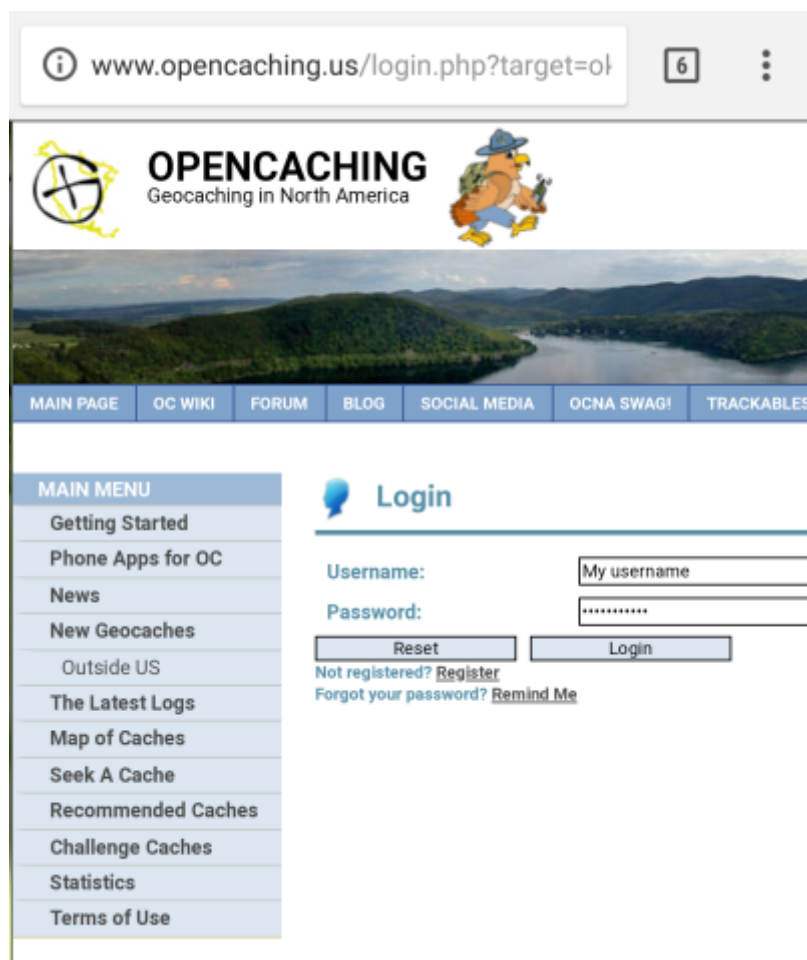 www.opencaching.us/login.php?target=ok
6
OPENCACHING
Geocaching in North America
MAIN PAGE OC WIKI FORUM BLOG SOCIAL MEDIA OCNA SWAG! TRACKABLES
MAIN MENU
Getting Started
Phone Apps for OC
News
New Geocaches
Outside US
The Latest Logs
Map of Caches
Seek A Cache
Recommended Caches
Challenge Caches
Statistics
Terms of Use
Login
Username: My username
Password: ···········
Reset Login
Not registered? Register
Forgot your password? Remind Me